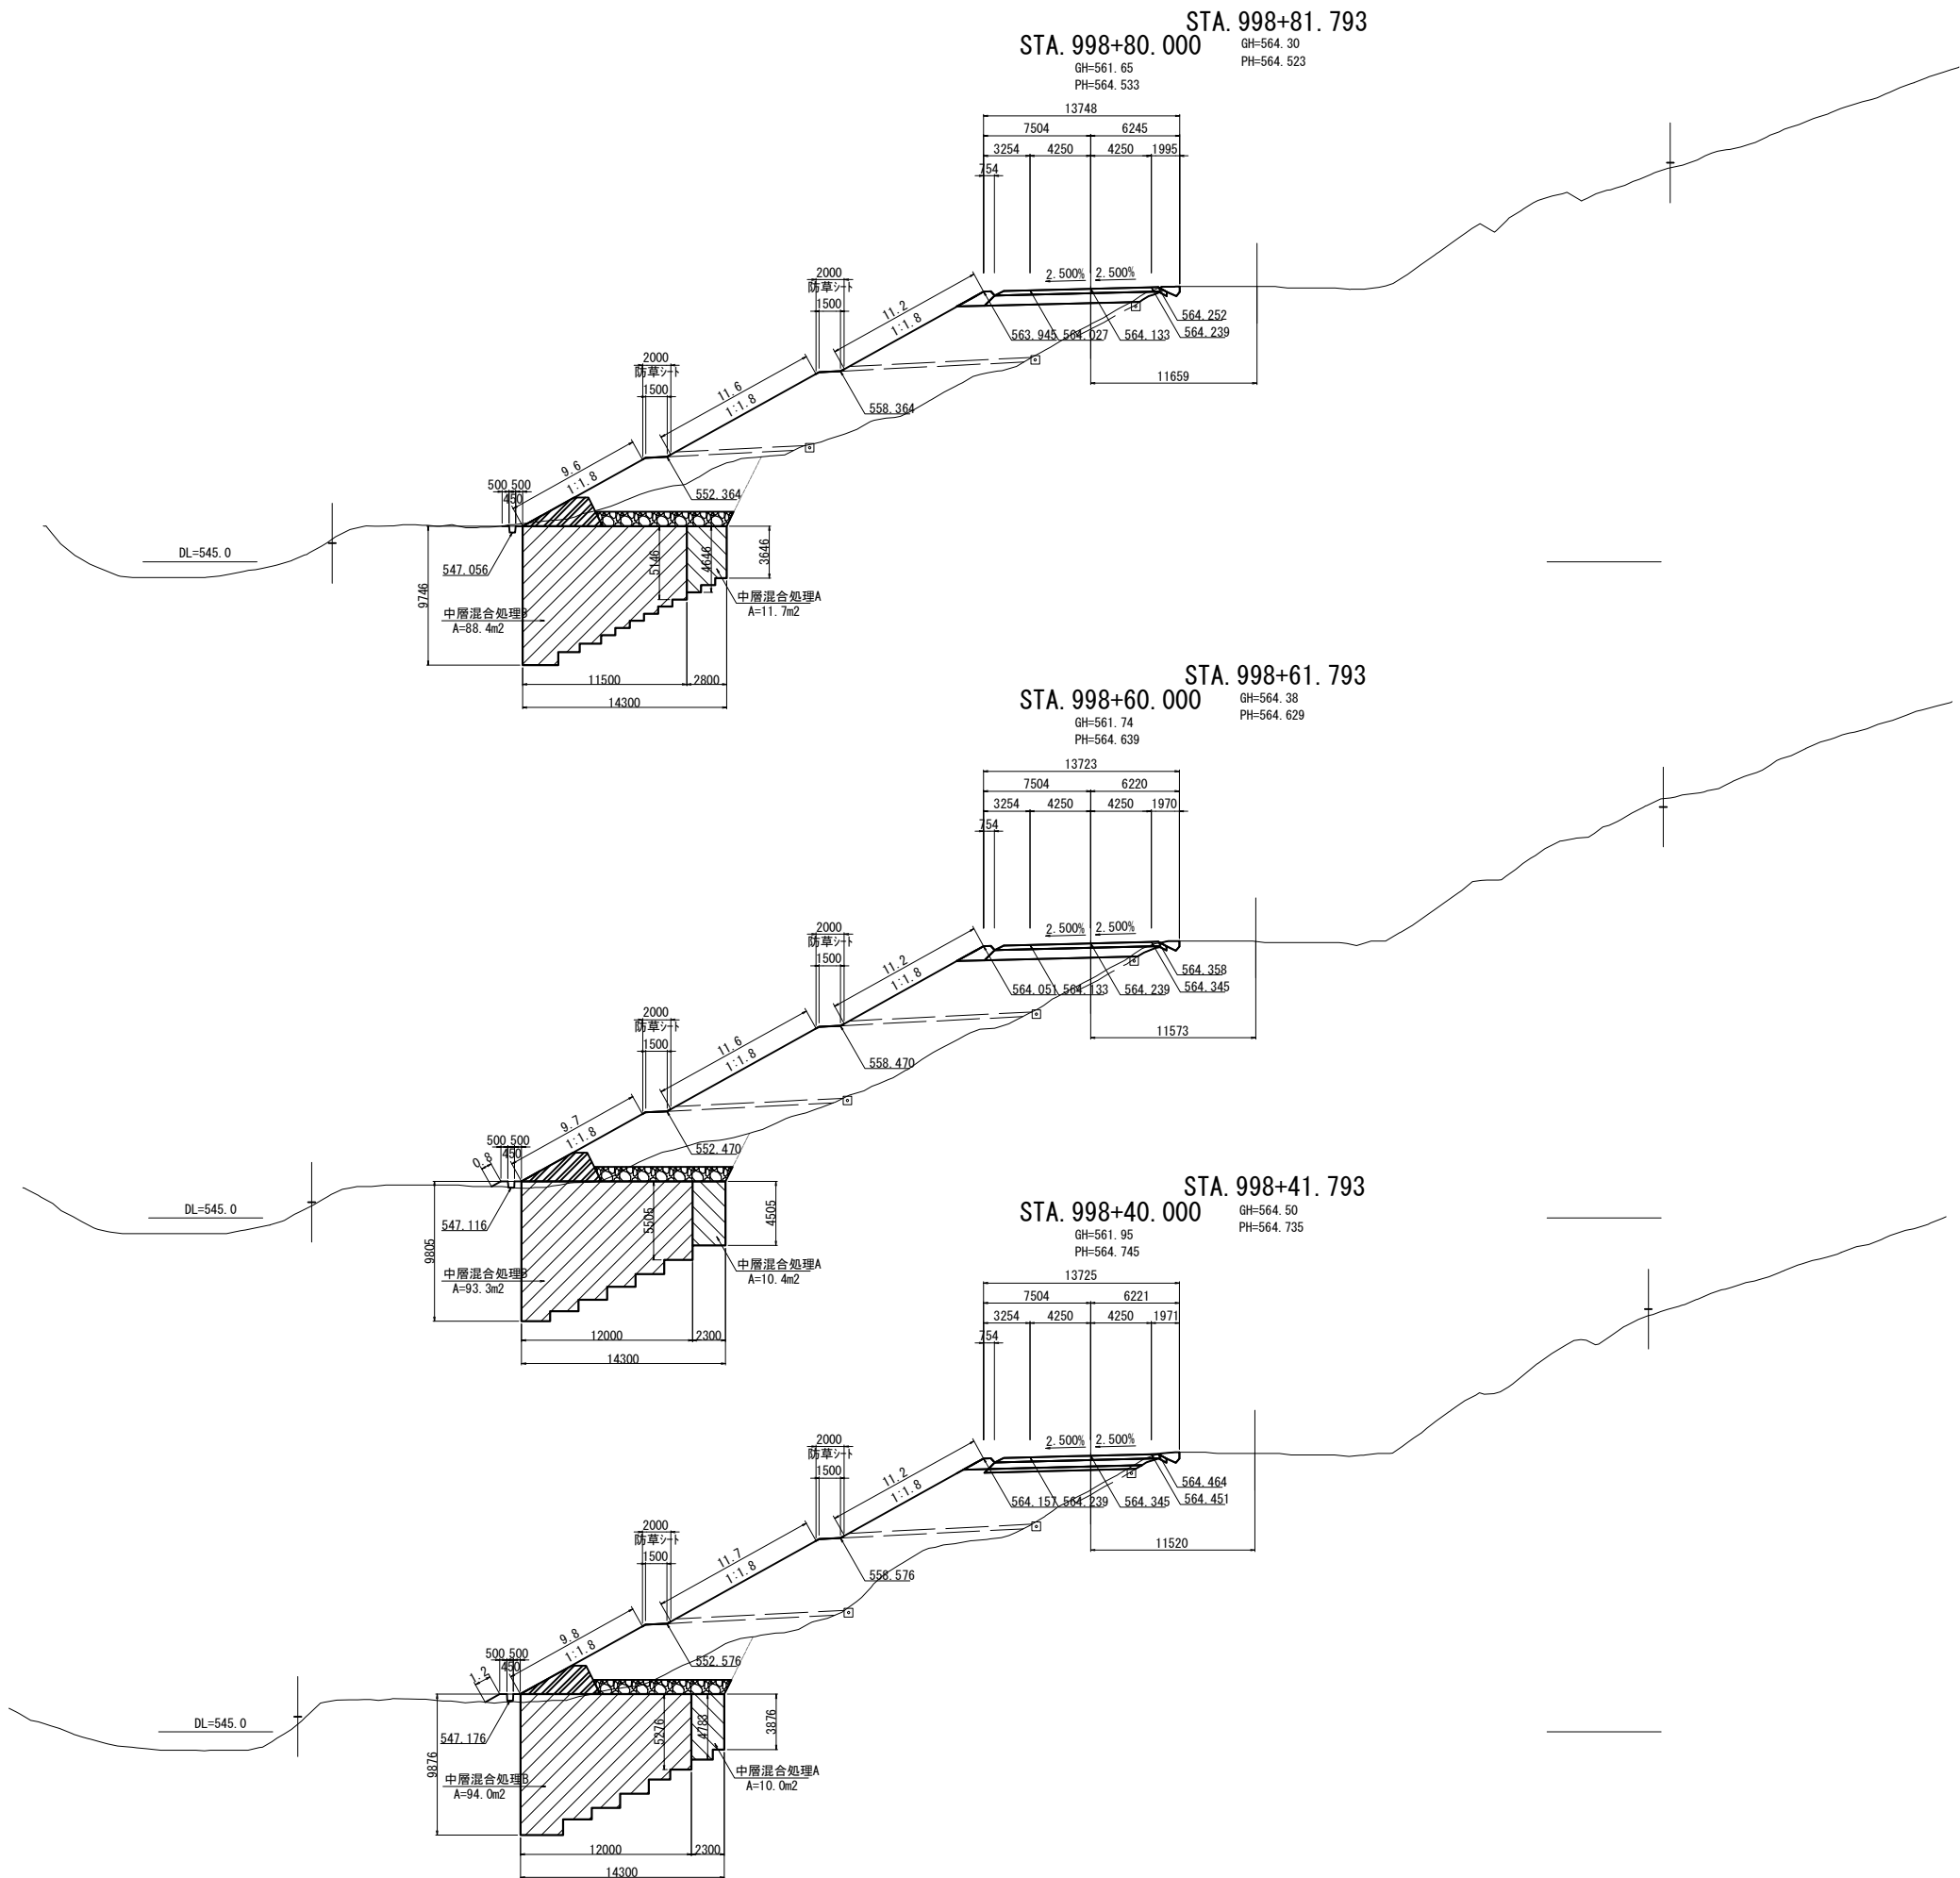 STA. 998+81. 793
GH=564. 30
PH=564. 523
STA. 998+80. 000
GH=561. 65
PH=564. 533
13748
7504 6245
3254 4250 4250 1995
754
2. 500% 2. 500%
2000
防草シート
1500
11. 2
1:1. 8
563. 945 564. 027 564. 133 564. 252
564. 239
11659
2000
防草シート
1500
11. 6
1:1. 8
558. 364
9. 6
1:1. 8
500 500
450
552. 364
DL=545. 0
547. 056
9746
5146
4646
3646
中層混合処理B
A=88. 4m2
中層混合処理A
A=11. 7m2
11500 2800
14300
STA. 998+61. 793
GH=564. 38
PH=564. 629
STA. 998+60. 000
GH=561. 74
PH=564. 639
13723
7504 6220
3254 4250 4250 1970
754
2. 500% 2. 500%
2000
防草シート
1500
11. 2
1:1. 8
564. 051 564. 133 564. 239 564. 358
564. 345
11573
2000
防草シート
1500
11. 6
1:1. 8
558. 470
9. 7
1:1. 8
500 500
450
0. 8
552. 470
DL=545. 0
547. 116
9805
5505
4505
中層混合処理B
A=93. 3m2
中層混合処理A
A=10. 4m2
12000 2300
14300
STA. 998+41. 793
GH=564. 50
PH=564. 735
STA. 998+40. 000
GH=561. 95
PH=564. 745
13725
7504 6221
3254 4250 4250 1971
754
2. 500% 2. 500%
2000
防草シート
1500
11. 2
1:1. 8
564. 157 564. 239 564. 345 564. 464
564. 451
11520
2000
防草シート
1500
11. 7
1:1. 8
558. 576
9. 8
1:1. 8
500 500
450
1. 2
552. 576
DL=545. 0
547. 176
9876
5276
4783
3876
中層混合処理B
A=94. 0m2
中層混合処理A
A=10. 0m2
12000 2300
14300